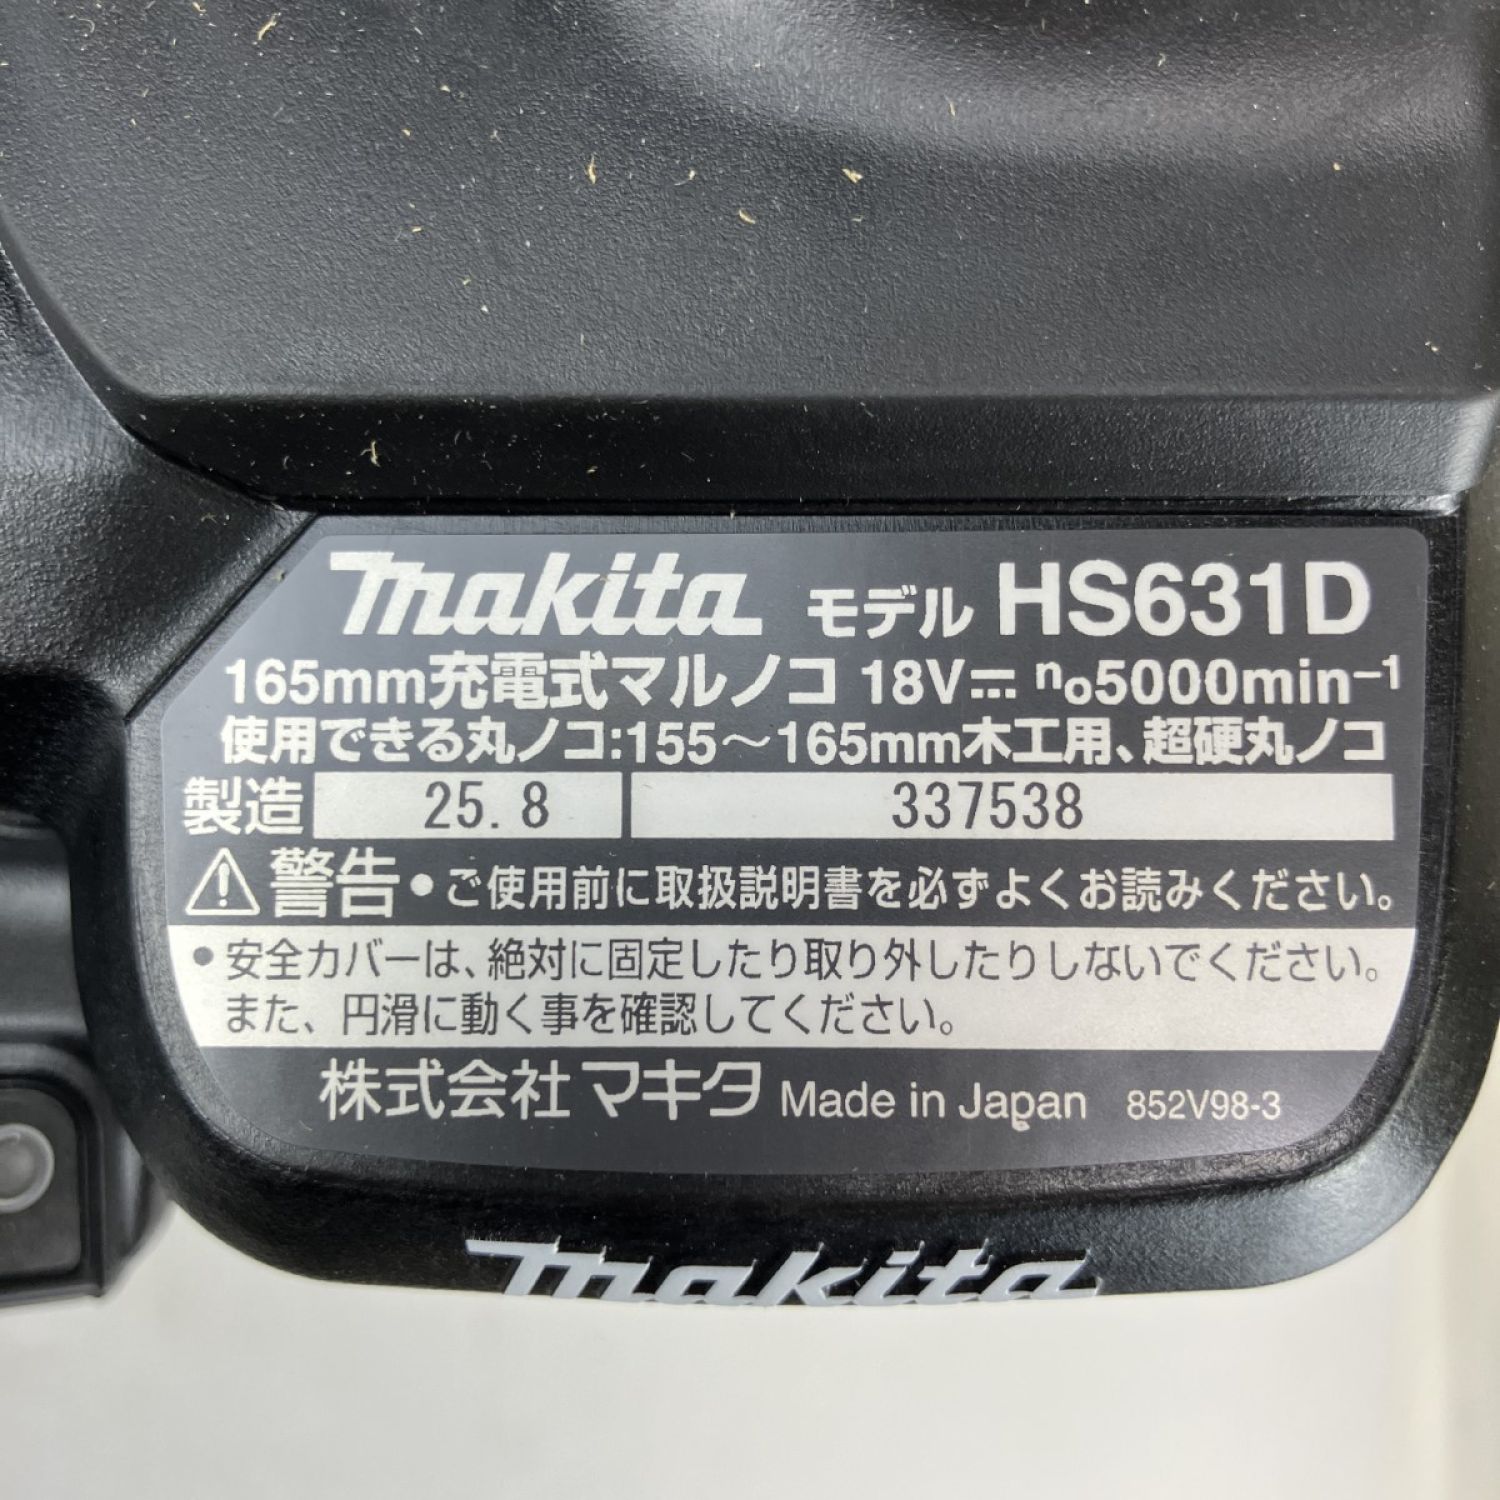 makita モデル HS631D
165mm充電式マルノコ 18V⎓ n₀5000min⁻¹
使用できる丸ノコ:155～165mm木工用、超硬丸ノコ
製造 25.8 337538
⚠警告 •ご使用前に取扱説明書を必ずよくお読みください。
•安全カバーは、絶対に固定したり取り外したりしないでください。
また、円滑に動く事を確認してください。
株式会社マキタ Made in Japan 852V98-3
makita